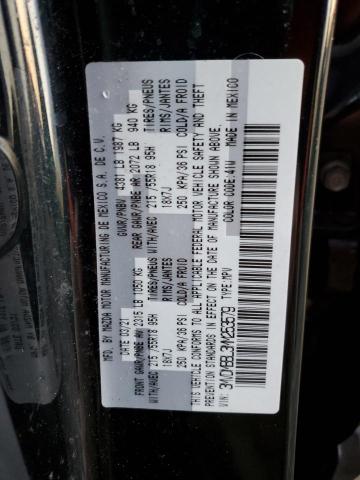 MFD. BY: MAZDA MOTOR MANUFACTURING DE MEXICO S.A. DE C.V.
DATE: 03/21 GVWR/PNBV 4381 LB 1987 KG
FRONT GAWR/PNBE AV 2315 LB 1050 KG REAR GAWR/PNBE AR 2072 LB 940 KG
WITH/AVEC 215/55R18 95H TIRES/PNEUS WITH/AVEC 215/55R18 95H TIRES/PNEUS
18X7J RIMS/JANTES 18X7J RIMS/JANTES
250 KPA/36 PSI COLD/A FROID 250 KPA/36 PSI COLD/A FROID
THIS VEHICLE CONFORMS TO ALL APPLICABLE FEDERAL MOTOR VEHICLE SAFETY AND THEFT
PREVENTION STANDARDS IN EFFECT ON THE DATE OF MANUFACTURE SHOWN ABOVE.
VIN: TYPE: MPV COLOR CODE: 41W MADE IN MEXICO